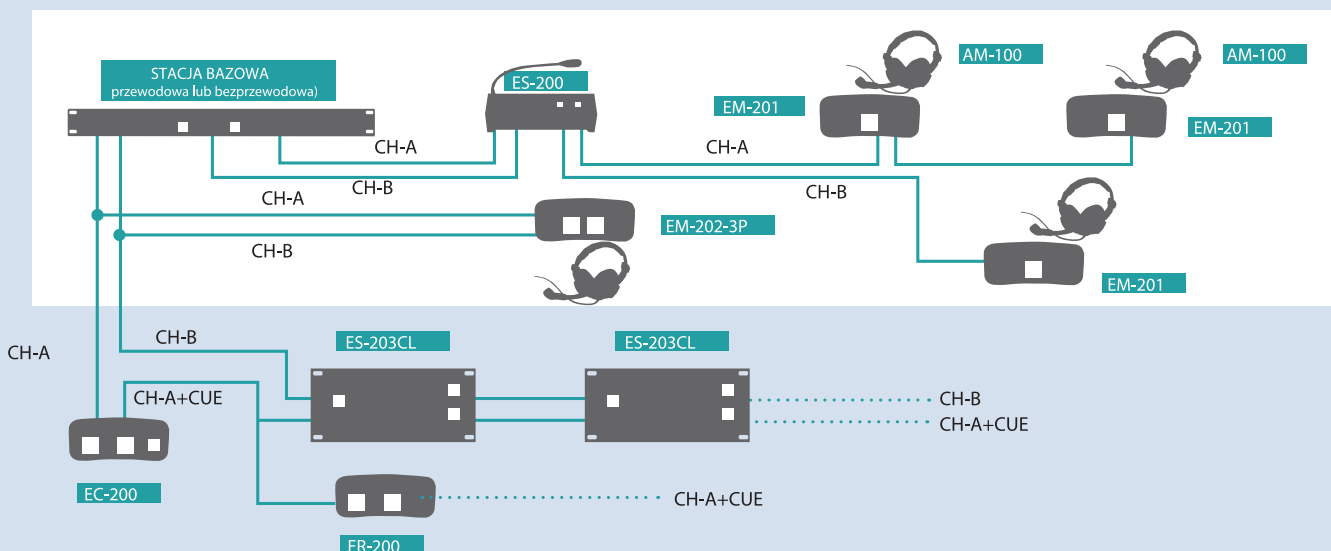 STACJA BAZOWA
przewodowa lub bezprzewodowa)
ES-200
AM-100
AM-100
EM-201
EM-201
CH-A
CH-B
CH-A
CH-B
CH-A
CH-B
EM-202-3P
EM-201
CH-A
CH-B
ES-203CL
ES-203CL
CH-A+CUE
CH-B
CH-A+CUE
EC-200
CH-A+CUE
ER-200